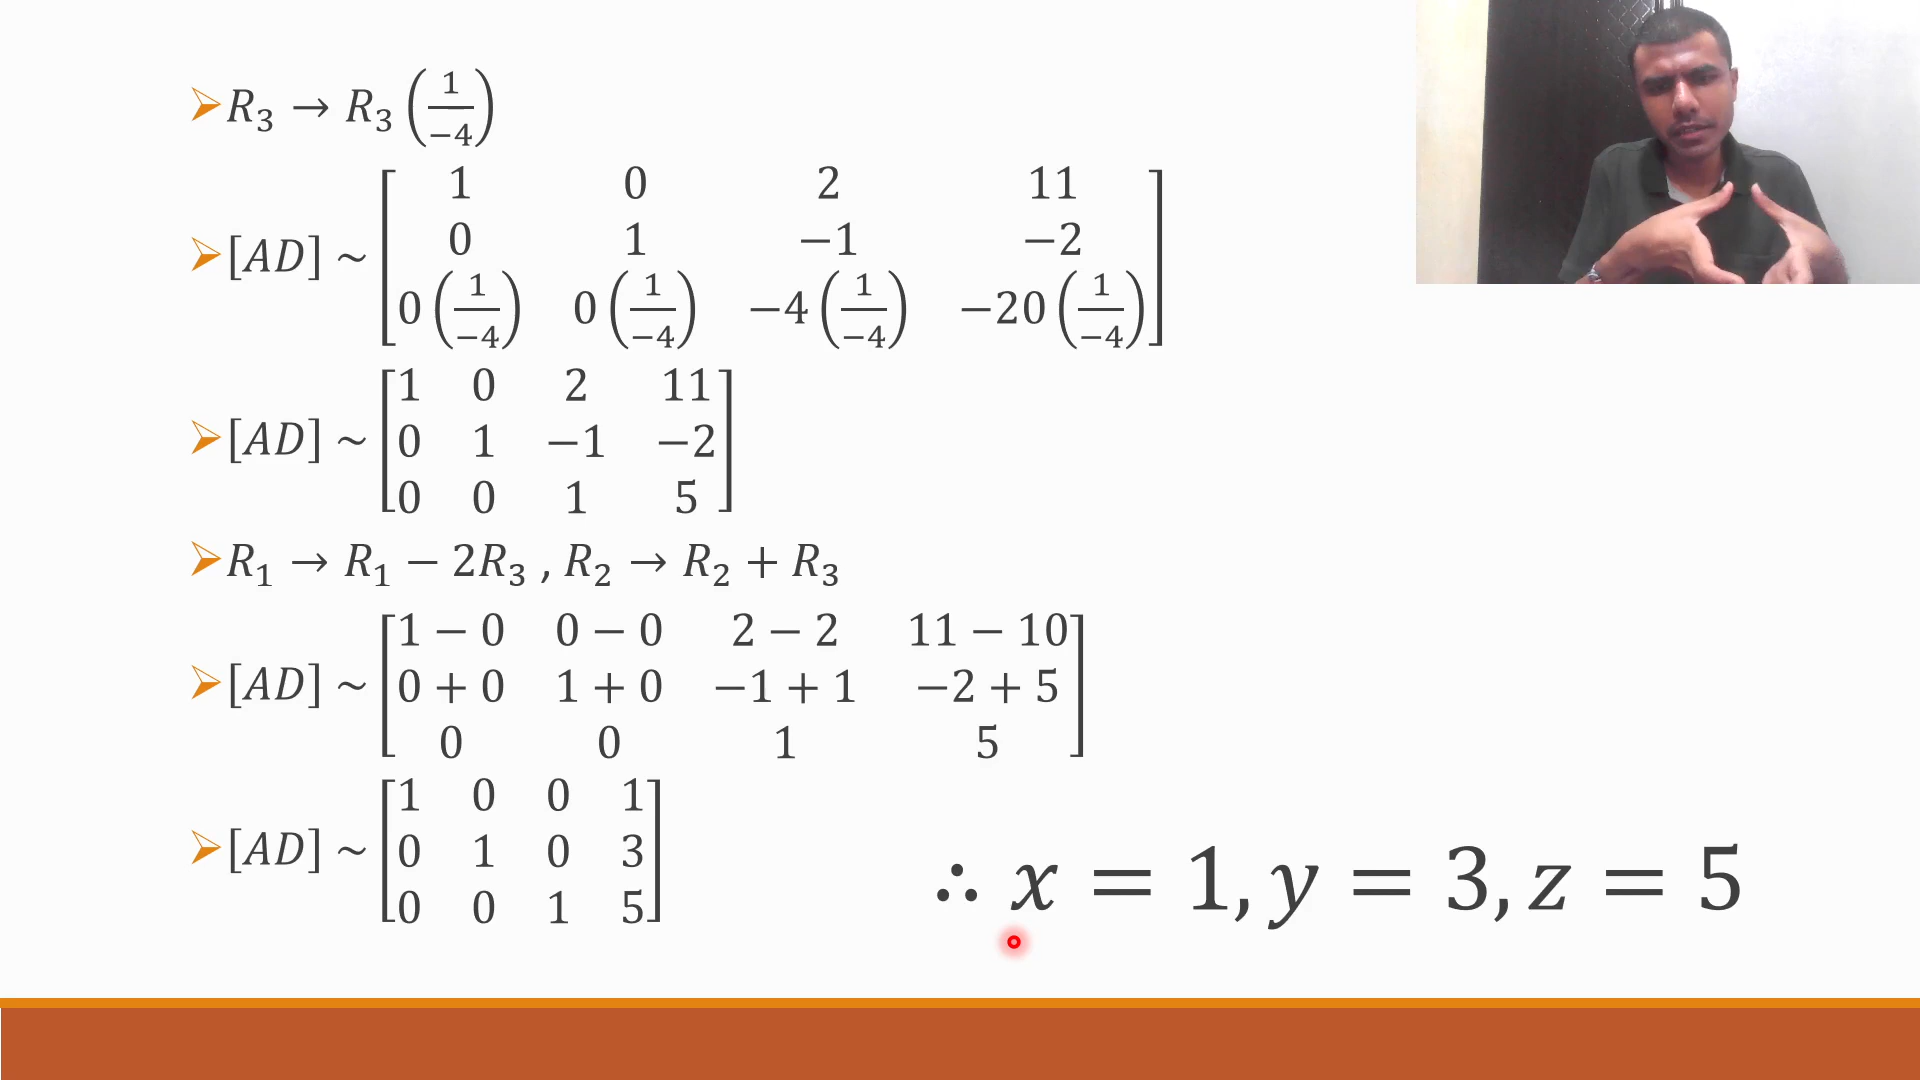 R₃ → R₃ (1/−4)
[AD] ~ [1 0 2 11
0 1 −1 −2
0(1/−4) 0(1/−4) −4(1/−4) −20(1/−4)]
[AD] ~ [1 0 2 11
0 1 −1 −2
0 0 1 5]
R₁ → R₁ − 2R₃ , R₂ → R₂ + R₃
[AD] ~ [1 − 0 0 − 0 2 − 2 11 − 10
0 + 0 1 + 0 −1 + 1 −2 + 5
0 0 1 5]
[AD] ~ [1 0 0 1
0 1 0 3
0 0 1 5]
∴ x = 1, y = 3, z = 5